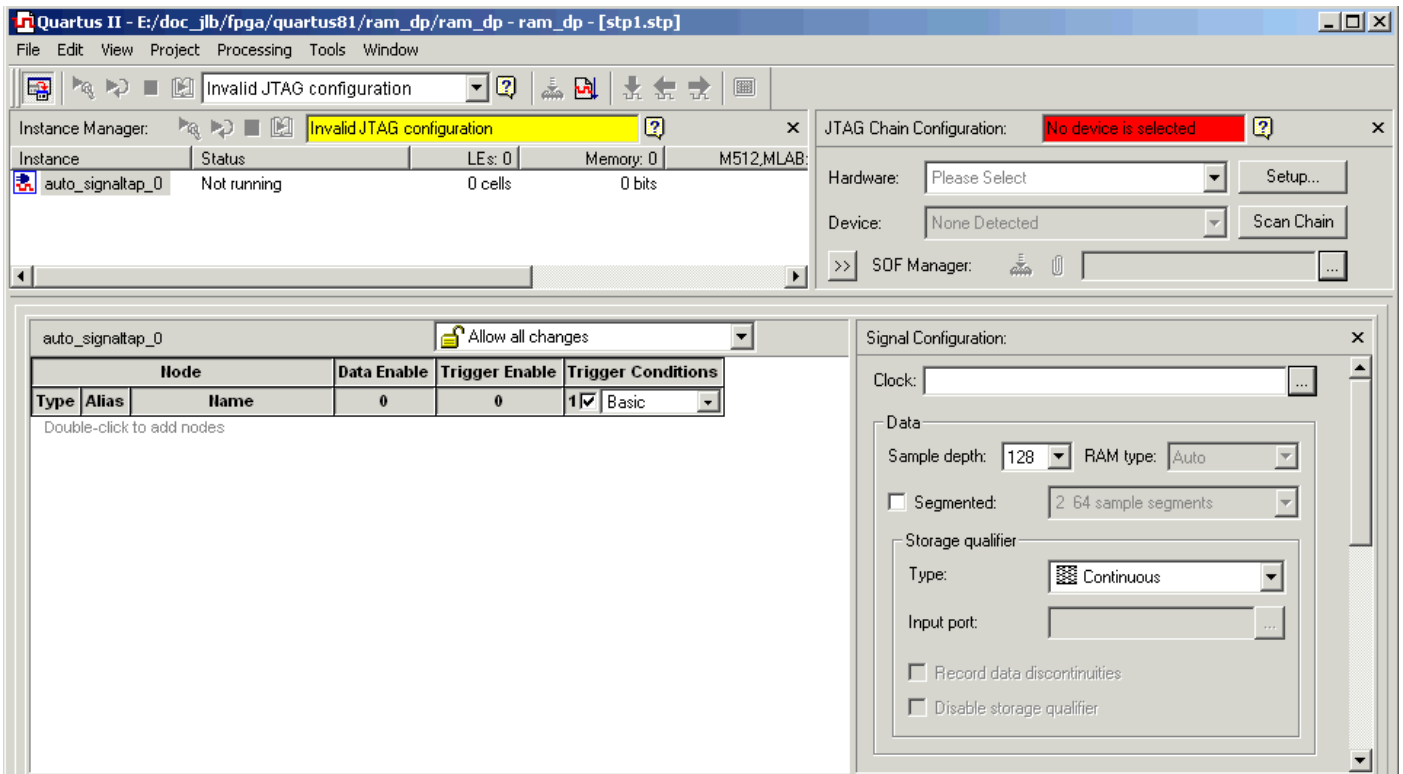 Quartus II - E:/doc_jlb/fpga/quartus81/ram_dp/ram_dp - ram_dp - [stp1.stp]
File Edit View Project Processing Tools Window
Invalid JTAG configuration
Instance Manager: Invalid JTAG configuration
Instance Status LEs: 0 Memory: 0 M512,MLAB:
auto_signaltap_0 Not running 0 cells 0 bits
JTAG Chain Configuration: No device is selected
Hardware: Please Select Setup...
Device: None Detected Scan Chain
>> SOF Manager: ...
auto_signaltap_0 Allow all changes
Node Data Enable Trigger Enable Trigger Conditions
Type Alias Name 0 0 1 Basic
Double-click to add nodes
Signal Configuration:
Clock: ...
Data
Sample depth: 128 RAM type: Auto
Segmented: 2 64 sample segments
Storage qualifier
Type: Continuous
Input port: ...
Record data discontinuities
Disable storage qualifier